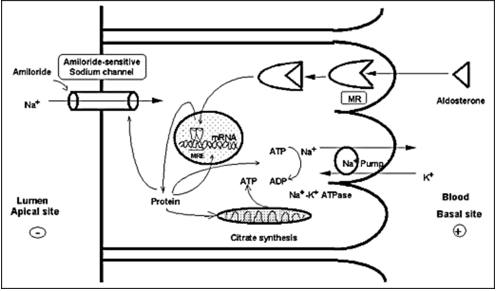 Amiloride-sensitive
Sodium channel
Amiloride
Na+
MR
Aldosterone
mRNA
MRE
ATP
Na+
Na+ Pump
K+
ATP
ADP
Na+-K+ ATPase
Protein
Lumen
Apical site
-
Citrate synthesis
Blood
Basal site
+